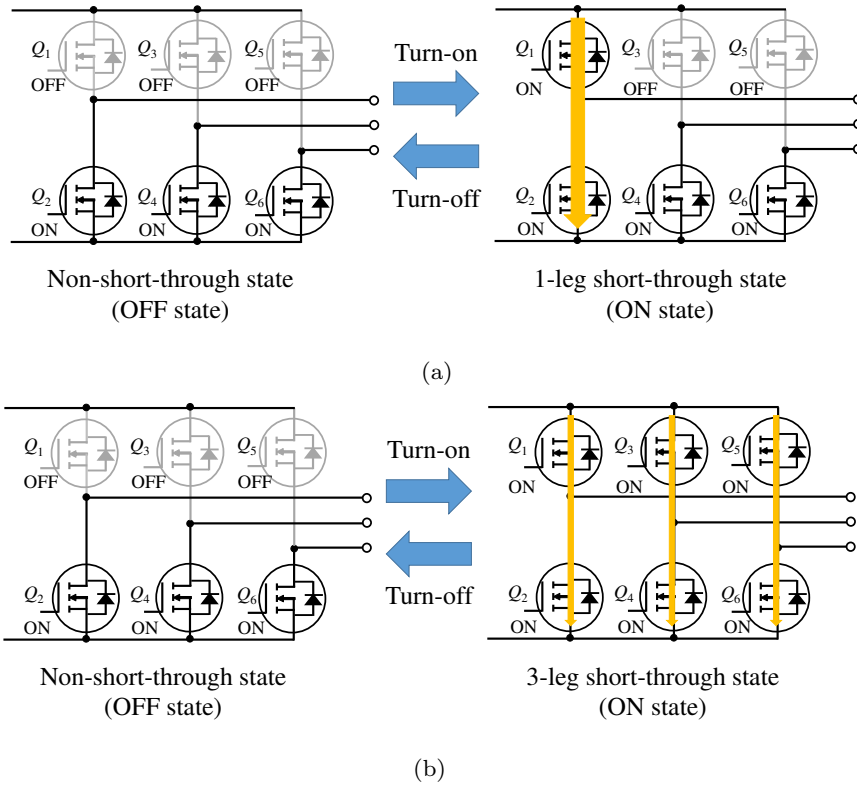 Q1 Q3 Q5
OFF OFF OFF
Q2 Q4 Q6
ON ON ON
Non-short-through state
(OFF state)
Turn-on
Turn-off
Q1 Q3 Q5
ON OFF OFF
Q2 Q4 Q6
ON ON ON
1-leg short-through state
(ON state)
(a)
Q1 Q3 Q5
OFF OFF OFF
Q2 Q4 Q6
ON ON ON
Non-short-through state
(OFF state)
Turn-on
Turn-off
Q1 Q3 Q5
ON ON ON
Q2 Q4 Q6
ON ON ON
3-leg short-through state
(ON state)
(b)